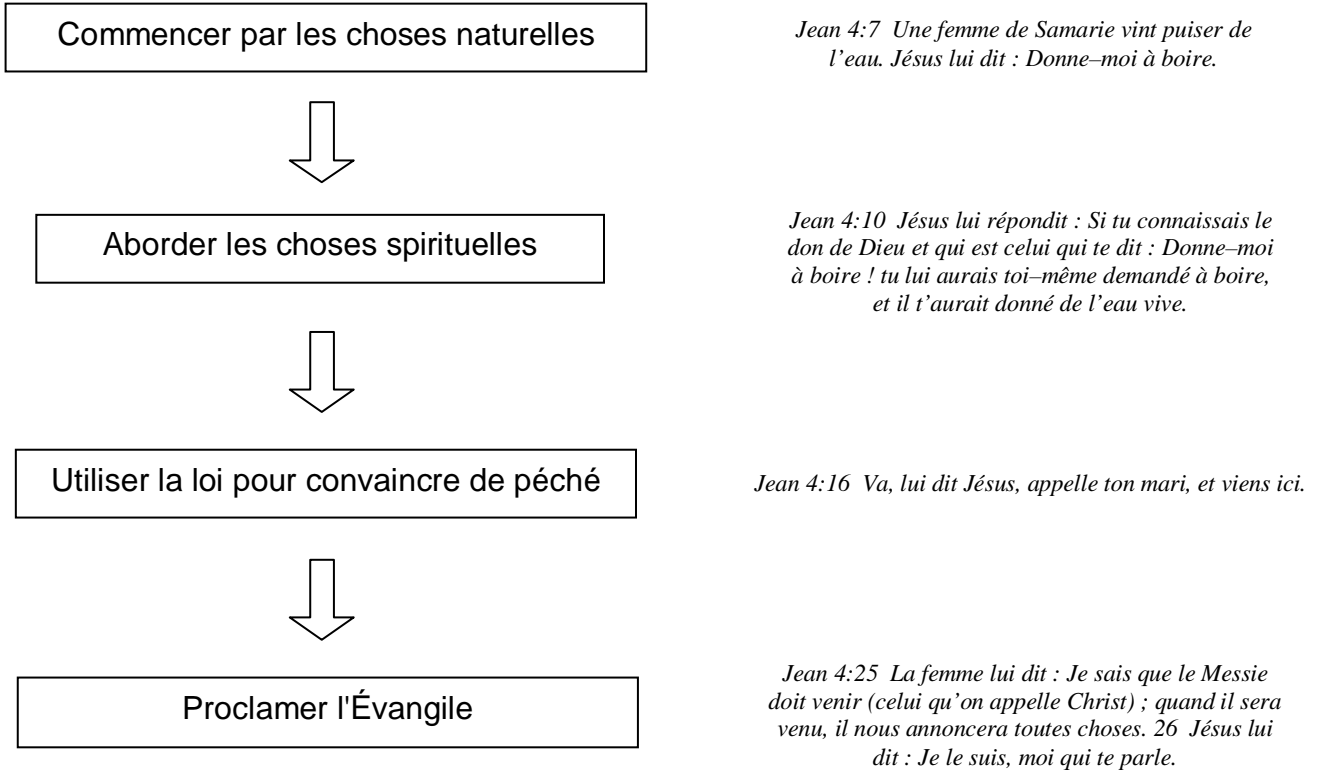 Commencer par les choses naturelles
Jean 4:7 Une femme de Samarie vint puiser de
l’eau. Jésus lui dit : Donne–moi à boire.
Aborder les choses spirituelles
Jean 4:10 Jésus lui répondit : Si tu connaissais le
don de Dieu et qui est celui qui te dit : Donne–moi
à boire ! tu lui aurais toi–même demandé à boire,
et il t'aurait donné de l’eau vive.
Utiliser la loi pour convaincre de péché
Jean 4:16 Va, lui dit Jésus, appelle ton mari, et viens ici.
Proclamer l'Évangile
Jean 4:25 La femme lui dit : Je sais que le Messie
doit venir (celui qu’on appelle Christ) ; quand il sera
venu, il nous annoncera toutes choses. 26 Jésus lui
dit : Je le suis, moi qui te parle.